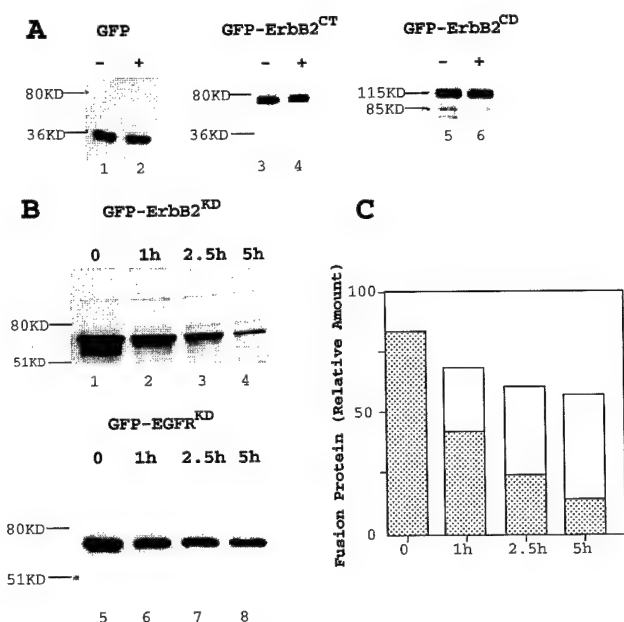 A
GFP
- +
80KD
36KD
1 2
GFP-ErbB2CT
- +
80KD
36KD
3 4
GFP-ErbB2CD
- +
115KD
85KD
5 6
B
GFP-ErbB2KD
0 1h 2.5h 5h
80KD
51KD
1 2 3 4
GFP-EGFRKD
0 1h 2.5h 5h
80KD
51KD
5 6 7 8
C
Fusion Protein (Relative Amount)
100
50
0
0 1h 2.5h 5h